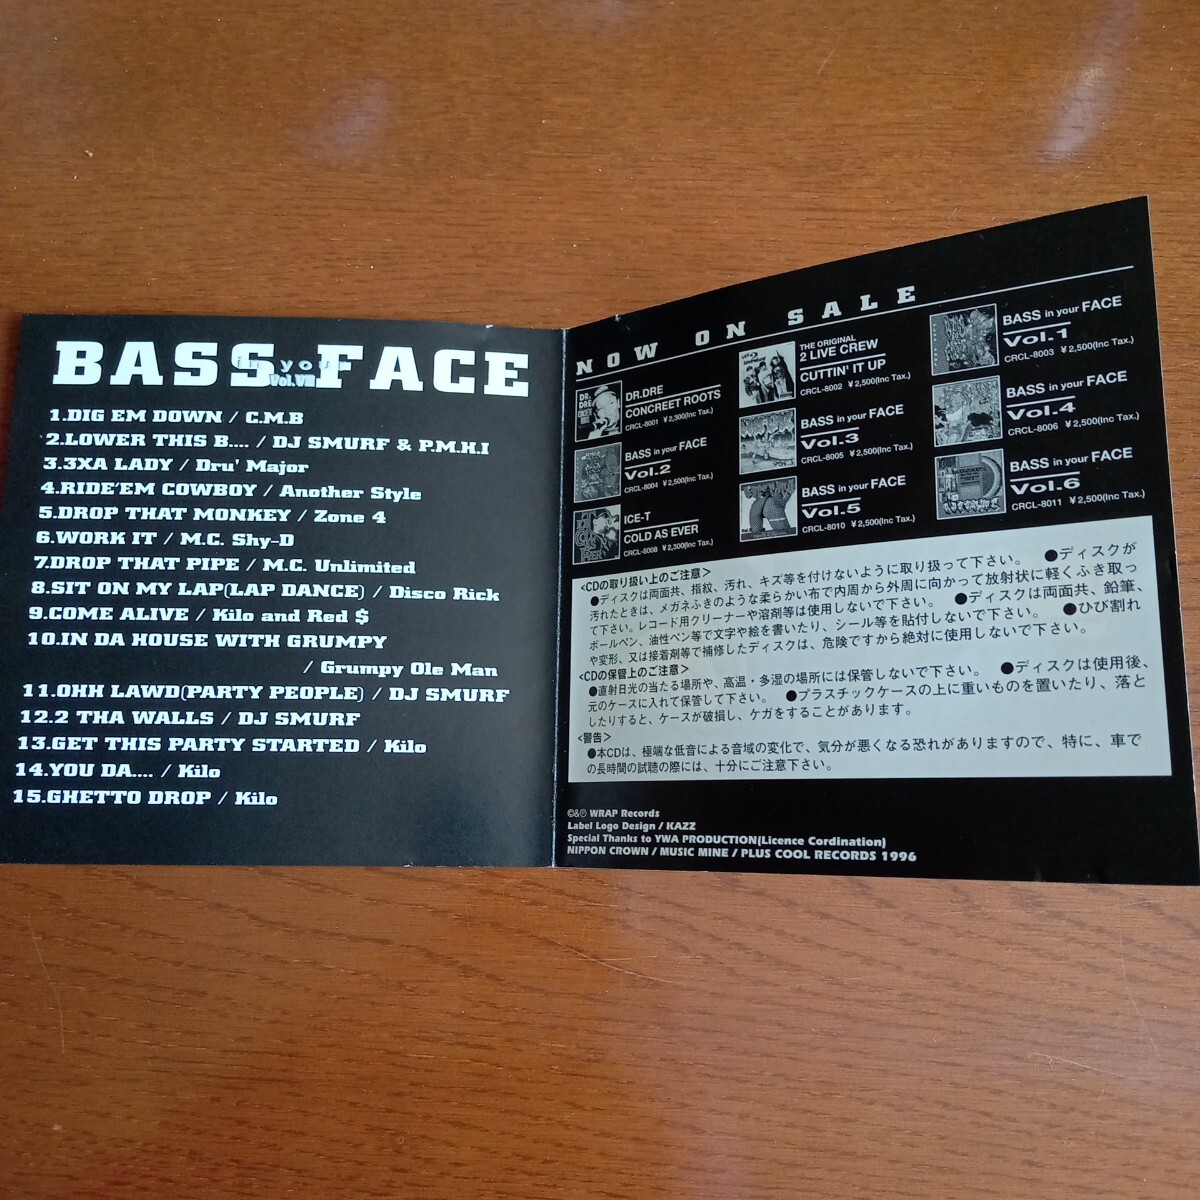 BASS in your FACE
Vol.VII
1.DIG EM DOWN / C.M.B
2.LOWER THIS B.... / DJ SMURF & P.M.H.I
3.3XA LADY / Dru' Major
4.RIDE'EM COWBOY / Another Style
5.DROP THAT MONKEY / Zone 4
6.WORK IT / M.C. Shy-D
7.DROP THAT PIPE / M.C. Unlimited
8.SIT ON MY LAP(LAP DANCE) / Disco Rick
9.COME ALIVE / Kilo and Red $
10.IN DA HOUSE WITH GRUMPY
/ Grumpy Ole Man
11.OHH LAWD(PARTY PEOPLE) / DJ SMURF
12.2 THA WALLS / DJ SMURF
13.GET THIS PARTY STARTED / Kilo
14.YOU DA.... / Kilo
15.GHETTO DROP / Kilo
NOW ON SALE
DR.DRE
CONCREET ROOTS
CRCL-8001 ¥2,300(Inc Tax.)
BASS in your FACE
Vol.2
CRCL-8004 ¥2,500(Inc Tax.)
ICE-T
COLD AS EVER
CRCL-8008 ¥2,300(Inc Tax.)
THE ORIGINAL
2 LIVE CREW
CUTTIN' IT UP
CRCL-8002 ¥2,500(Inc Tax.)
BASS in your FACE
Vol.3
CRCL-8005 ¥2,500(Inc Tax.)
BASS in your FACE
Vol.5
CRCL-8010 ¥2,500(Inc Tax.)
BASS in your FACE
Vol.1
CRCL-8003 ¥2,500(Inc Tax.)
BASS in your FACE
Vol.4
CRCL-8006 ¥2,500(Inc Tax.)
BASS in your FACE
Vol.6
CRCL-8011 ¥2,500(Inc Tax.)
<CDの取り扱い上のご注意>
●ディスクは両面共、指紋、汚れ、キズ等を付けないように取り扱って下さい。 ●ディスクが
汚れたときは、メガネふきのような柔らかい布で内周から外周に向かって放射状に軽くふき取っ
て下さい。レコード用クリーナーや溶剤等は使用しないで下さい。 ●ディスクは両面共、鉛筆、
ボールペン、油性ペン等で文字や絵を書いたり、シール等を貼付しないで下さい。 ●ひび割れ
や変形、又は接着剤等で補修したディスクは、危険ですから絶対に使用しないで下さい。
<CDの保管上のご注意>
●直射日光の当たる場所や、高温・多湿の場所には保管しないで下さい。 ●ディスクは使用後、
元のケースに入れて保管して下さい。 ●プラスチックケースの上に重いものを置いたり、落と
したりすると、ケースが破損し、ケガをすることがあります。
<警告>
●本CDは、極端な低音による音域の変化で、気分が悪くなる恐れがありますので、特に、車で
の長時間の試聴の際には、十分にご注意下さい。
©&℗ WRAP Records
Label Logo Design / KAZZ
Special Thanks to YWA PRODUCTION(Licence Cordination)
NIPPON CROWN / MUSIC MINE / PLUS COOL RECORDS 1996